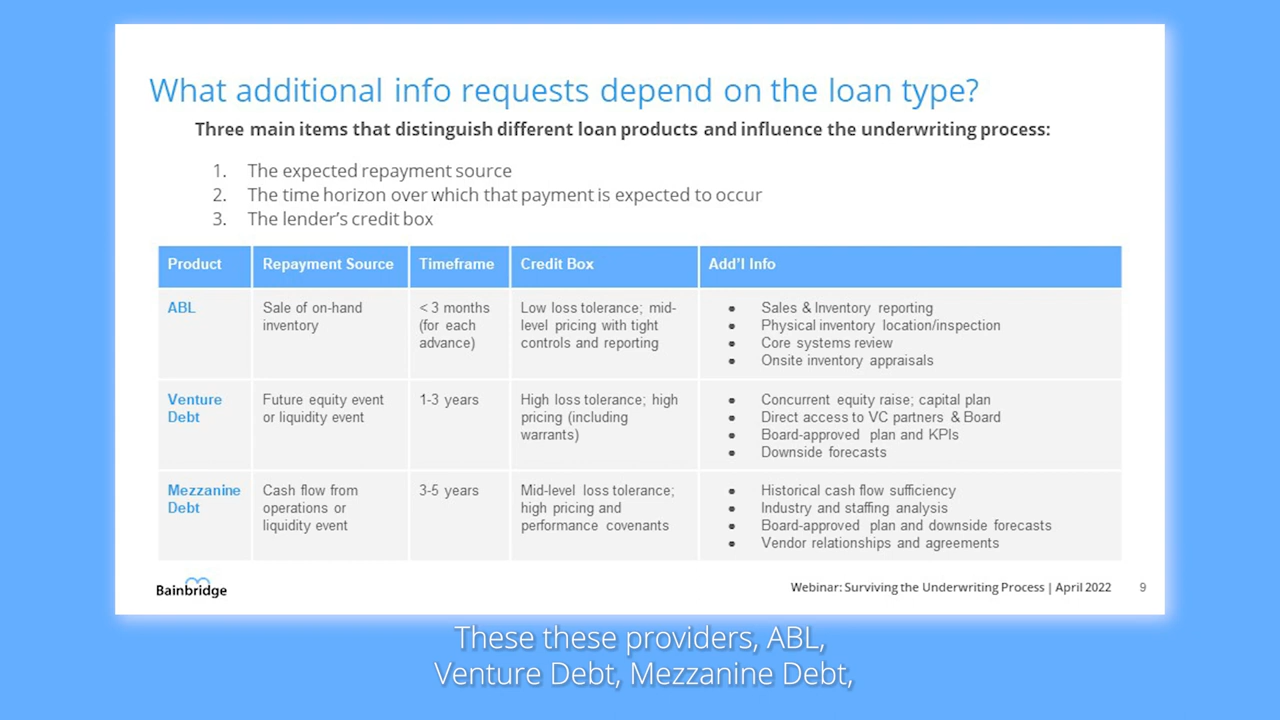 What additional info requests depend on the loan type?
Three main items that distinguish different loan products and influence the underwriting process:
1. The expected repayment source
2. The time horizon over which that payment is expected to occur
3. The lender's credit box
Product Repayment Source Timeframe Credit Box Add'l Info
ABL
Sale of on-hand
inventory
< 3 months
(for each
advance)
Low loss tolerance; mid-
level pricing with tight
controls and reporting
● Sales & Inventory reporting
● Physical inventory location/inspection
● Core systems review
● Onsite inventory appraisals
Venture
Debt
Future equity event
or liquidity event
1-3 years
High loss tolerance; high
pricing (including
warrants)
● Concurrent equity raise; capital plan
● Direct access to VC partners & Board
● Board-approved plan and KPIs
● Downside forecasts
Mezzanine
Debt
Cash flow from
operations or
liquidity event
3-5 years
Mid-level loss tolerance;
high pricing and
performance covenants
● Historical cash flow sufficiency
● Industry and staffing analysis
● Board-approved plan and downside forecasts
● Vendor relationships and agreements
Bainbridge
Webinar: Surviving the Underwriting Process | April 2022 9
These these providers, ABL,
Venture Debt, Mezzanine Debt,